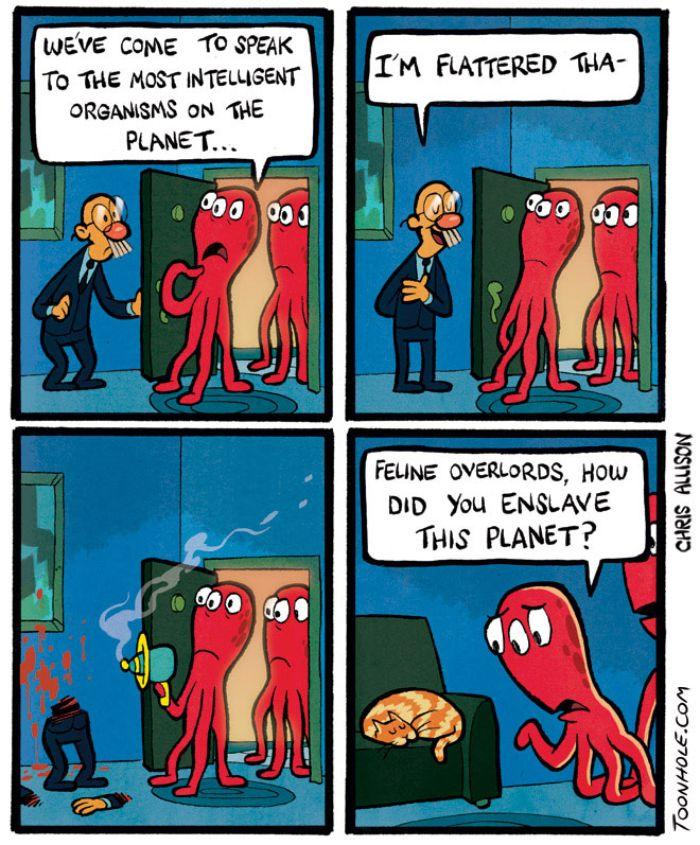 WE'VE COME TO SPEAK
TO THE MOST INTELLIGENT
ORGANISMS ON THE
PLANET...
I'M FLATTERED THA-
FELINE OVERLORDS, HOW
DID YOU ENSLAVE
THIS PLANET?
CHRIS ALLISON
TOONHOLE.COM